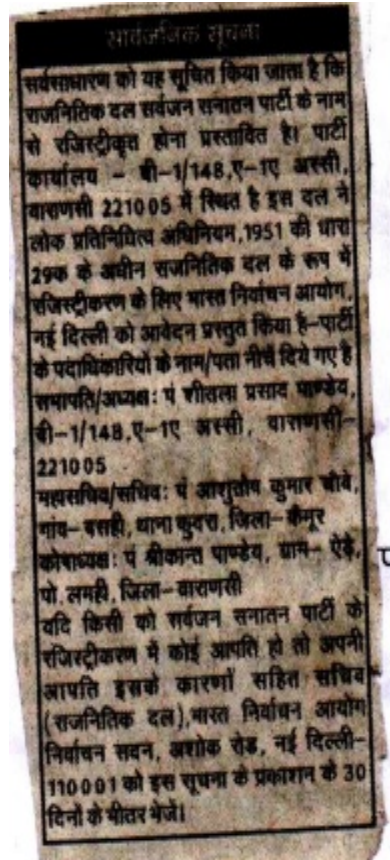 सार्वजनिक सूचना
सर्वसाधारण को यह सूचित किया जाता है कि
राजनितिक दल सर्वजन सनातन पार्टी के नाम
से रजिस्ट्रीकृत होना प्रस्तावित है। पार्टी
कार्यालय - बी-1/148,ए-1ए अस्सी,
वाराणसी 221005 में स्थित है इस दल ने
लोक प्रतिनिधित्व अधिनियम,1951 की धारा
29क के अधीन राजनितिक दल के रूप में
रजिस्ट्रीकरण के लिए भारत निर्वाचन आयोग,
नई दिल्ली को आवेदन प्रस्तुत किया है-पार्टी
के पदाधिकारियों के नाम/पता नीचे दिये गए है
सभापति/अध्यक्ष: पं शीतला प्रसाद पाण्डेय,
बी-1/148,ए-1ए अस्सी, वाराणसी-
221005
महासचिव/सचिव: पं आशुतोष कुमार चौबे,
गांव-बसही, थाना कुदरा, जिला-कैमूर
कोषाध्यक्ष: पं श्रीकान्त पाण्डेय, ग्राम- ऐढ़े,
पो. लमही, जिला-वाराणसी
यदि किसी को सर्वजन सनातन पार्टी के
रजिस्ट्रीकरण में कोई आपति हो तो अपनी
आपति इसके कारणों सहित सचिव
(राजनितिक दल),भारत निर्वाचन आयोग
निर्वाचन सदन, अशोक रोड, नई दिल्ली-
110001 को इस सूचना के प्रकाशन के 30
दिनों के भीतर भेजें।